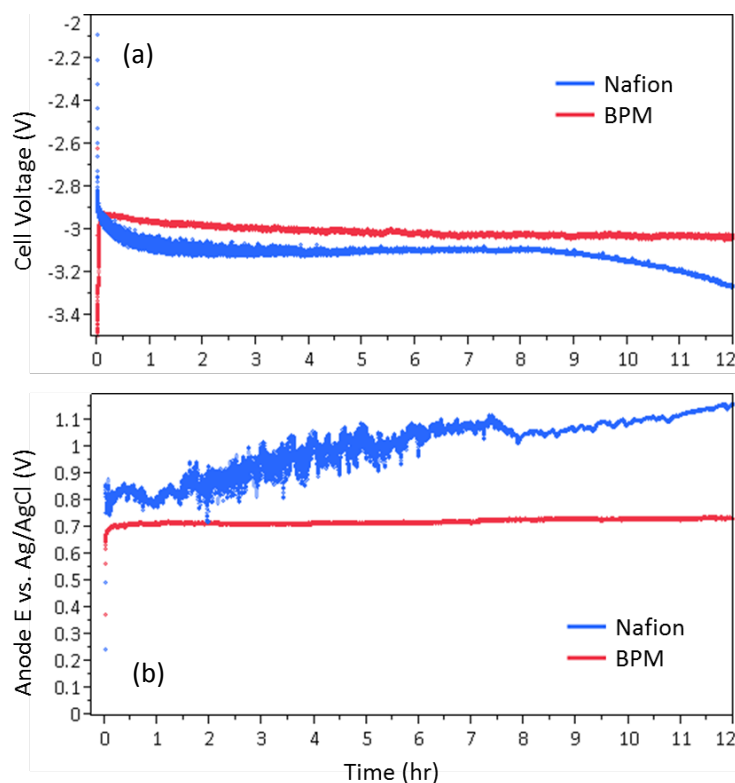 -2
-2.2
-2.4
-2.6
-2.8
-3
-3.2
-3.4
Cell Voltage (V)
(a)
Nafion
BPM
0 1 2 3 4 5 6 7 8 9 10 11 12
1.1
1
0.9
0.8
0.7
0.6
0.5
0.4
0.3
0.2
0.1
0
Anode E vs. Ag/AgCl (V)
Nafion
BPM
(b)
0 1 2 3 4 5 6 7 8 9 10 11 12
Time (hr)